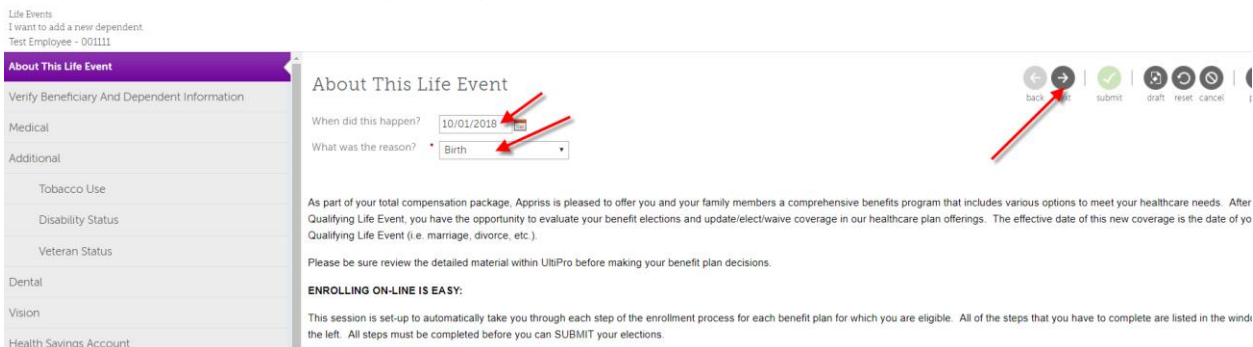 Life Events
I want to add a new dependent
Test Employee - 001111
About This Life Event
Verify Beneficiary And Dependent Information
Medical
Additional
Tobacco Use
Disability Status
Veteran Status
Dental
Vision
Health Savings Account
About This Life Event
back
submit
draft reset cancel
When did this happen? 10/01/2018
What was the reason? • Birth
As part of your total compensation package, Appriss is pleased to offer you and your family members a comprehensive benefits program that includes various options to meet your healthcare needs. After
Qualifying Life Event, you have the opportunity to evaluate your benefit elections and update/elect/waive coverage in our healthcare plan offerings. The effective date of this new coverage is the date of yo
Qualifying Life Event (i.e. marriage, divorce, etc.).
Please be sure review the detailed material within UltiPro before making your benefit plan decisions.
ENROLLING ON-LINE IS EASY:
This session is set-up to automatically take you through each step of the enrollment process for each benefit plan for which you are eligible. All of the steps that you have to complete are listed in the windo
the left. All steps must be completed before you can SUBMIT your elections.